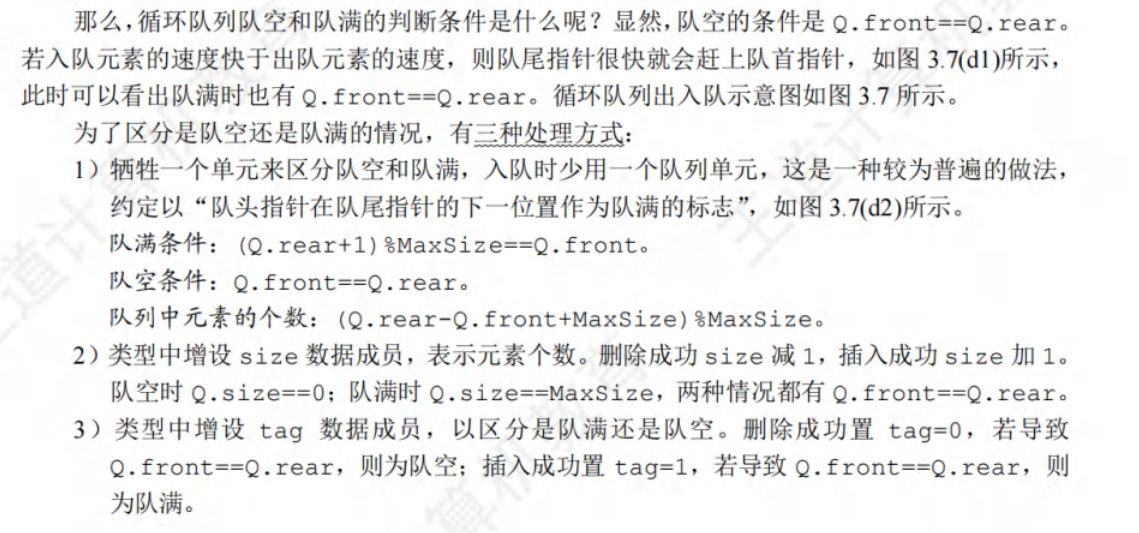 那么,循环队列队空和队满的判断条件是什么呢？显然,队空的条件是 Q.front==Q.rear。
若入队元素的速度快于出队元素的速度，则队尾指针很快就会赶上队首指针，如图 3.7(d1)所示，
此时可以看出队满时也有 Q.front==Q.rear。循环队列出入队示意图如图 3.7 所示。
为了区分是队空还是队满的情况，有三种处理方式：
1）牺牲一个单元来区分队空和队满，入队时少用一个队列单元，这是一种较为普遍的做法，
约定以“队头指针在队尾指针的下一位置作为队满的标志”，如图 3.7(d2)所示。
队满条件：(Q.rear+1)%MaxSize==Q.front。
队空条件：Q.front==Q.rear。
队列中元素的个数：(Q.rear-Q.front+MaxSize)%MaxSize。
2）类型中增设 size 数据成员，表示元素个数。删除成功 size 减 1，插入成功 size 加 1。
队空时 Q.size==0；队满时 Q.size==MaxSize，两种情况都有 Q.front==Q.rear。
3）类型中增设 tag 数据成员，以区分是队满还是队空。删除成功置 tag=0，若导致
Q.front==Q.rear，则为队空；插入成功置 tag=1，若导致 Q.front==Q.rear，则
为队满。